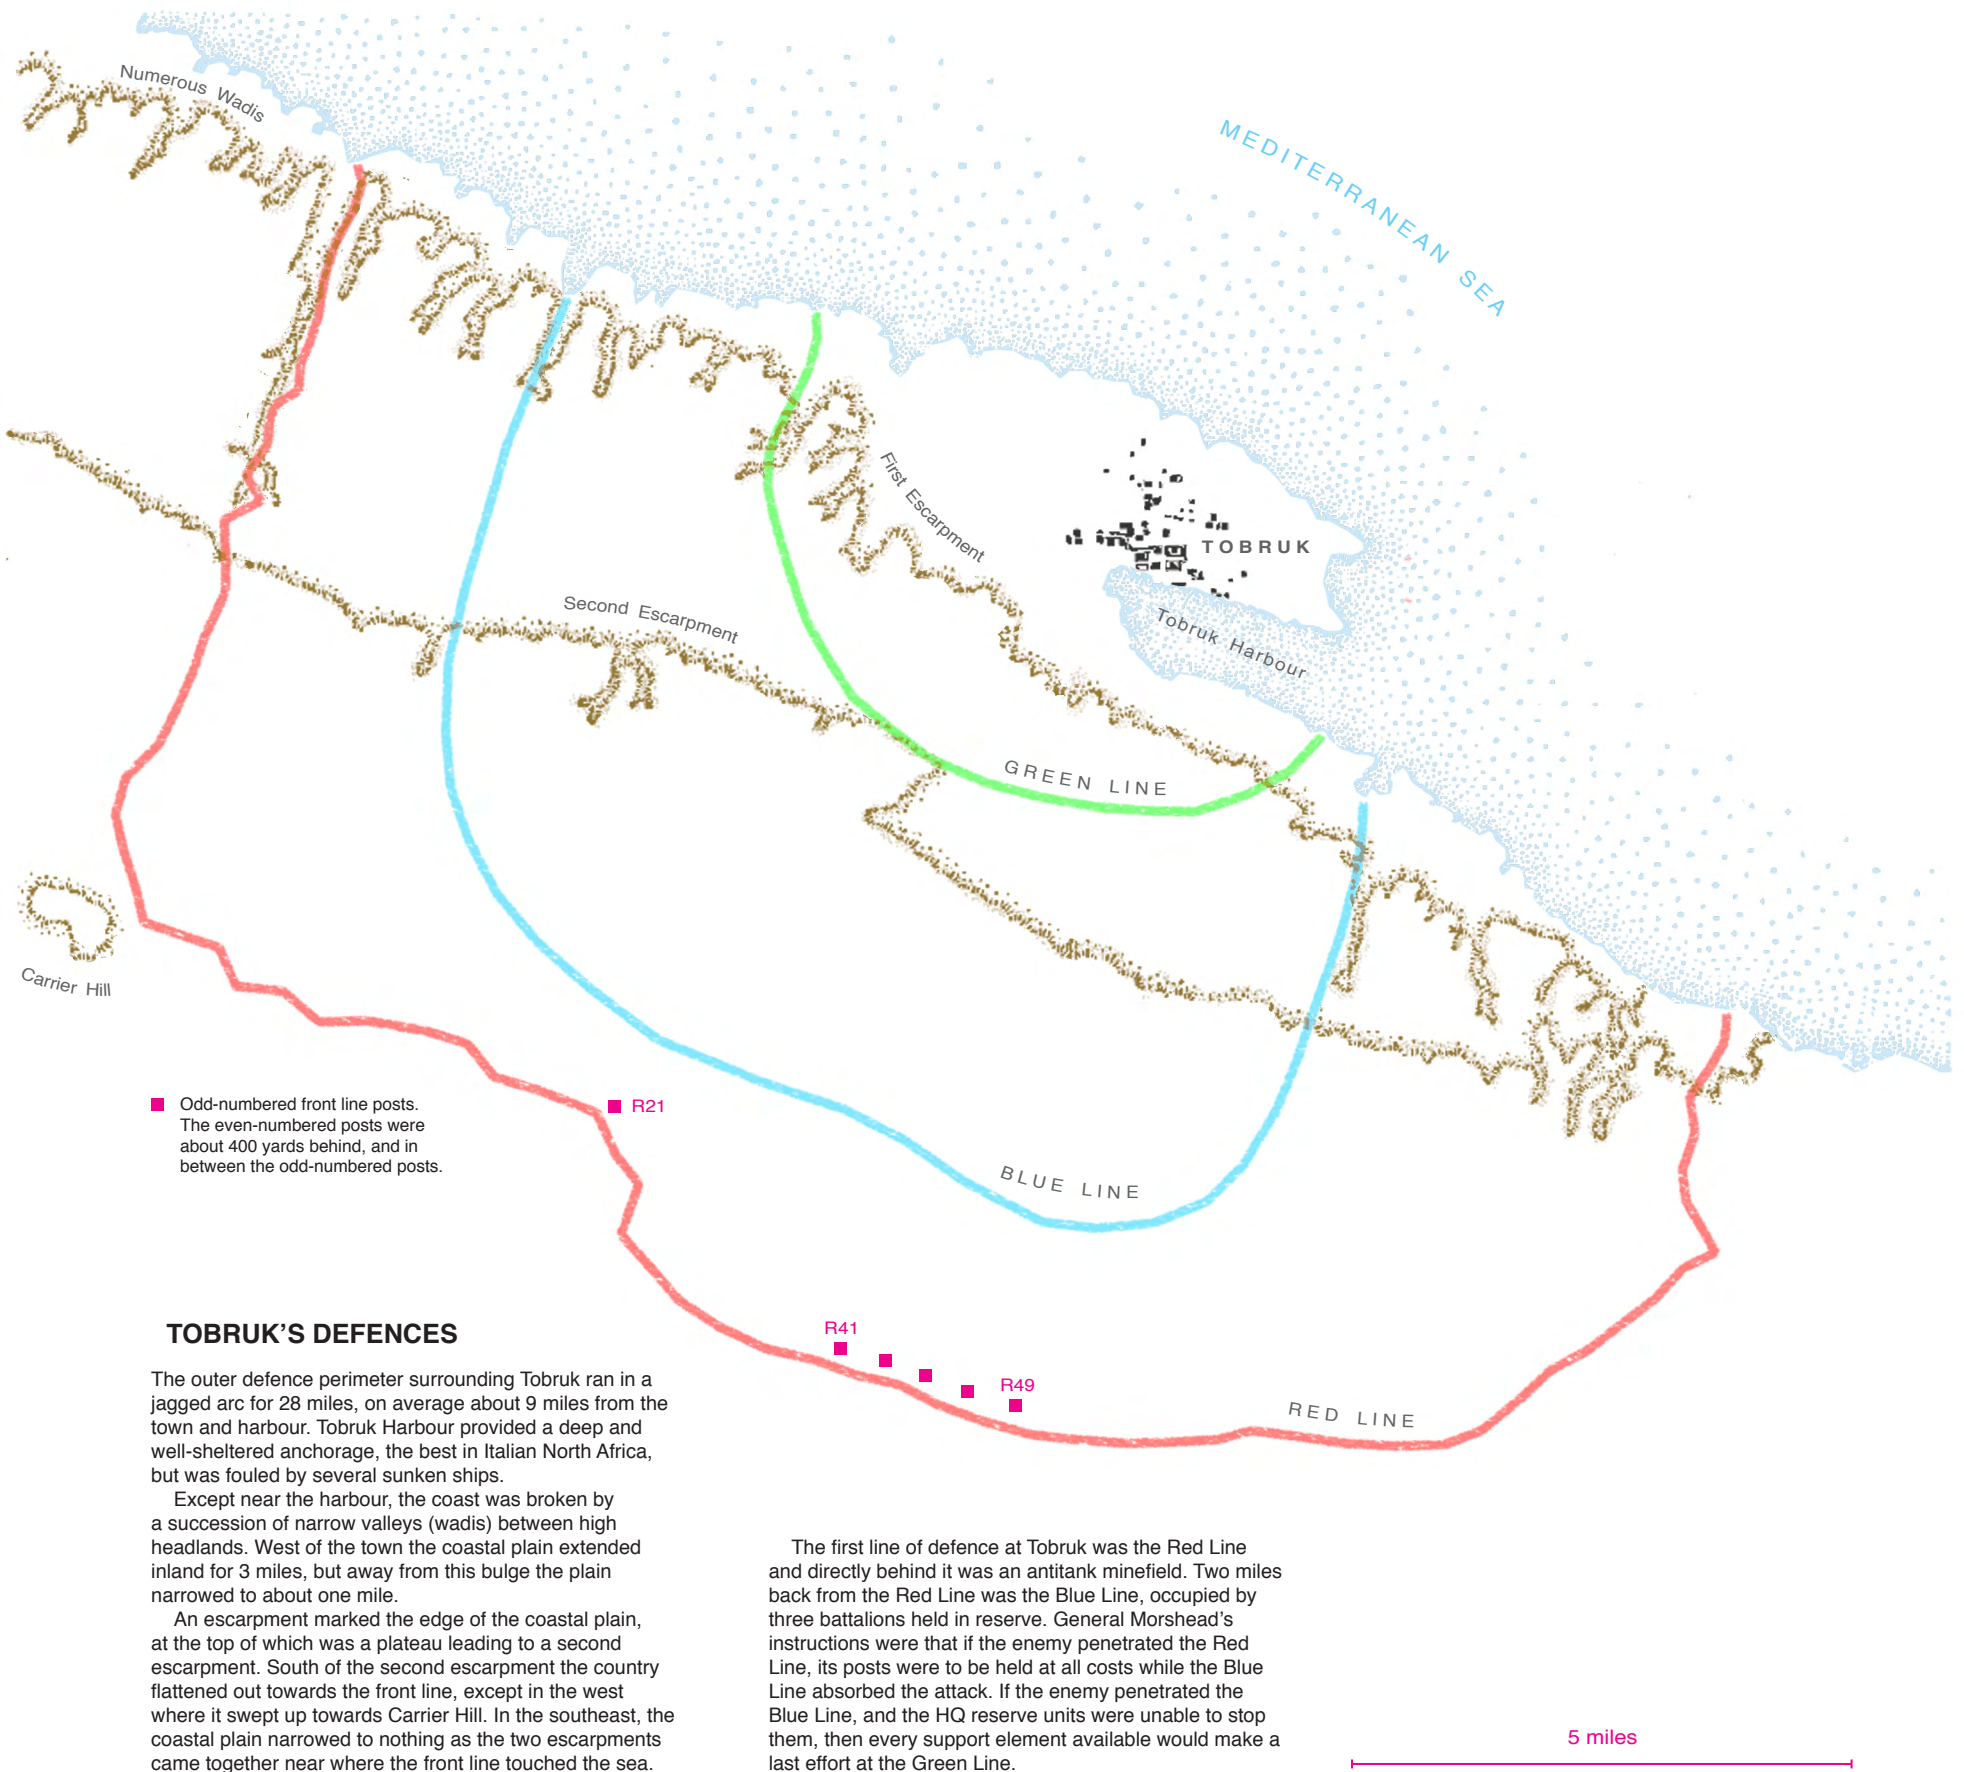 Numerous Wadis
MEDITERRANEAN SEA
First Escarpment
TOBRUK
Second Escarpment
Tobruk Harbour
GREEN LINE
Carrier Hill
Odd-numbered front line posts.
The even-numbered posts were
about 400 yards behind, and in
between the odd-numbered posts.
R21
BLUE LINE
R41
R49
RED LINE
TOBRUK’S DEFENCES
The outer defence perimeter surrounding Tobruk ran in a
jagged arc for 28 miles, on average about 9 miles from the
town and harbour. Tobruk Harbour provided a deep and
well-sheltered anchorage, the best in Italian North Africa,
but was fouled by several sunken ships.
Except near the harbour, the coast was broken by
a succession of narrow valleys (wadis) between high
headlands. West of the town the coastal plain extended
inland for 3 miles, but away from this bulge the plain
narrowed to about one mile.
An escarpment marked the edge of the coastal plain,
at the top of which was a plateau leading to a second
escarpment. South of the second escarpment the country
flattened out towards the front line, except in the west
where it swept up towards Carrier Hill. In the southeast, the
coastal plain narrowed to nothing as the two escarpments
came together near where the front line touched the sea.
The first line of defence at Tobruk was the Red Line
and directly behind it was an antitank minefield. Two miles
back from the Red Line was the Blue Line, occupied by
three battalions held in reserve. General Morshead’s
instructions were that if the enemy penetrated the Red
Line, its posts were to be held at all costs while the Blue
Line absorbed the attack. If the enemy penetrated the
Blue Line, and the HQ reserve units were unable to stop
them, then every support element available would make a
last effort at the Green Line.
5 miles